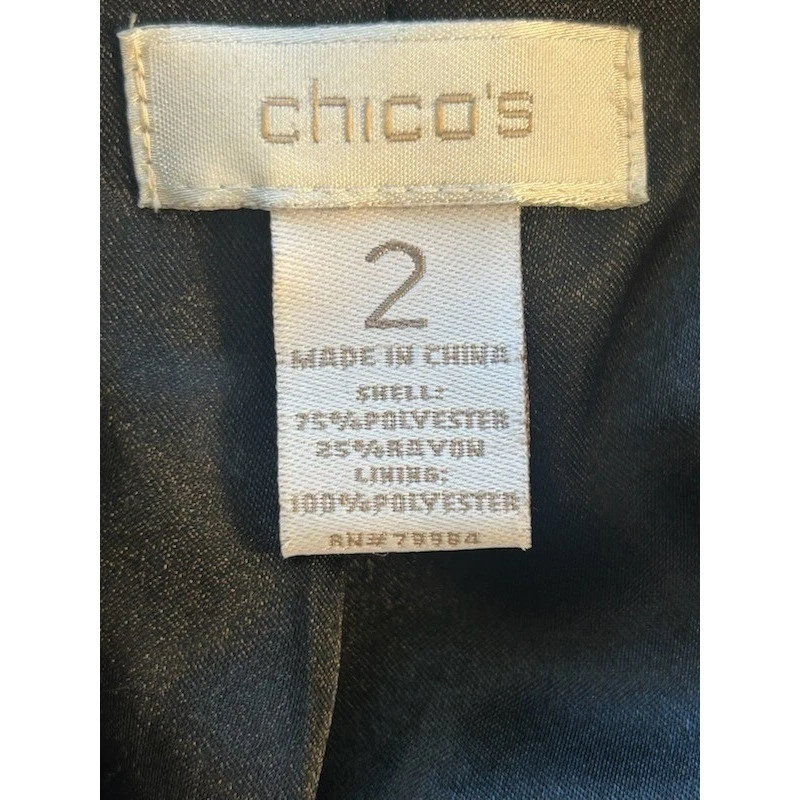 chico's
2
MADE IN CHINA
SHELL:
75%POLYESTER
25%RAYON
LINING:
100%POLYESTER
RN#79984